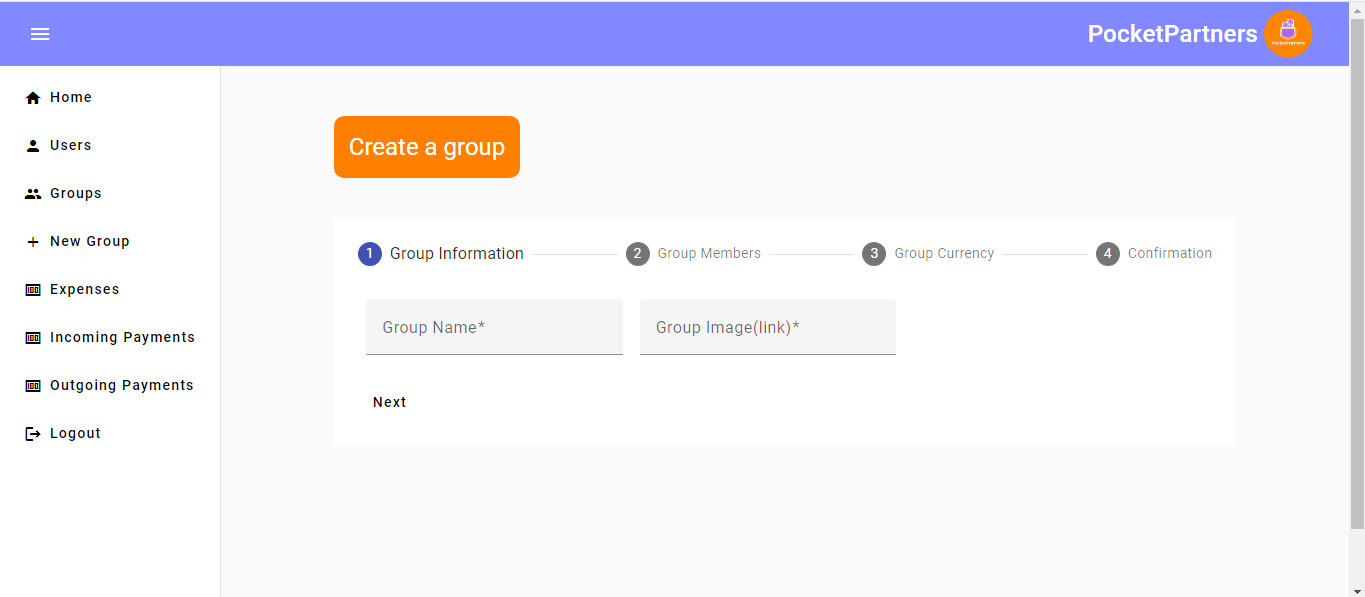 PocketPartners
Home
Users
Groups
New Group
Expenses
Incoming Payments
Outgoing Payments
Logout
Create a group
1 Group Information 2 Group Members 3 Group Currency 4 Confirmation
Group Name* Group Image(link)*
Next